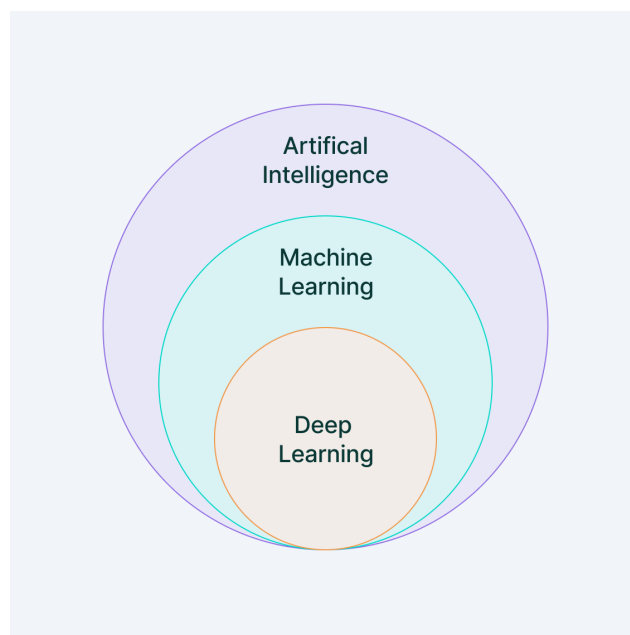 Artifical
Intelligence
Machine
Learning
Deep
Learning